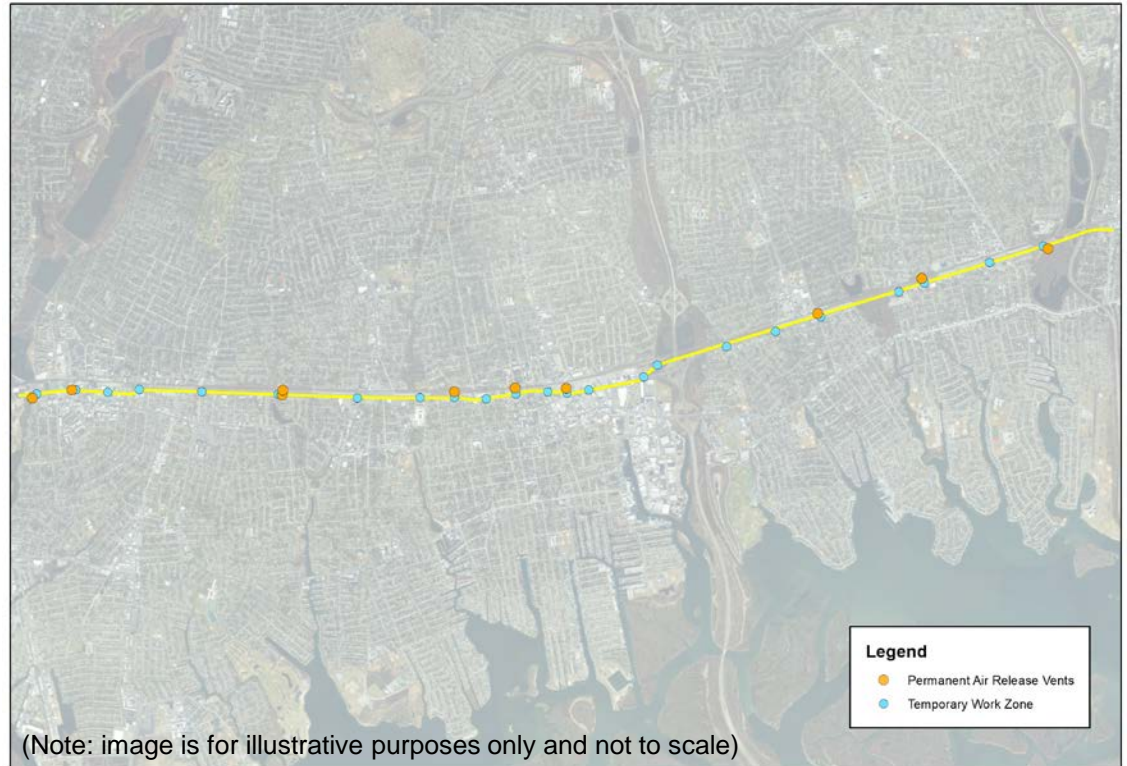 Legend
Permanent Air Release Vents
Temporary Work Zone
(Note: image is for illustrative purposes only and not to scale)